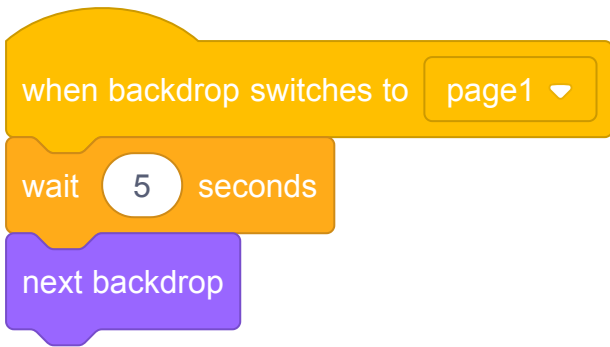 when backdrop switches to page1
wait 5 seconds
next backdrop